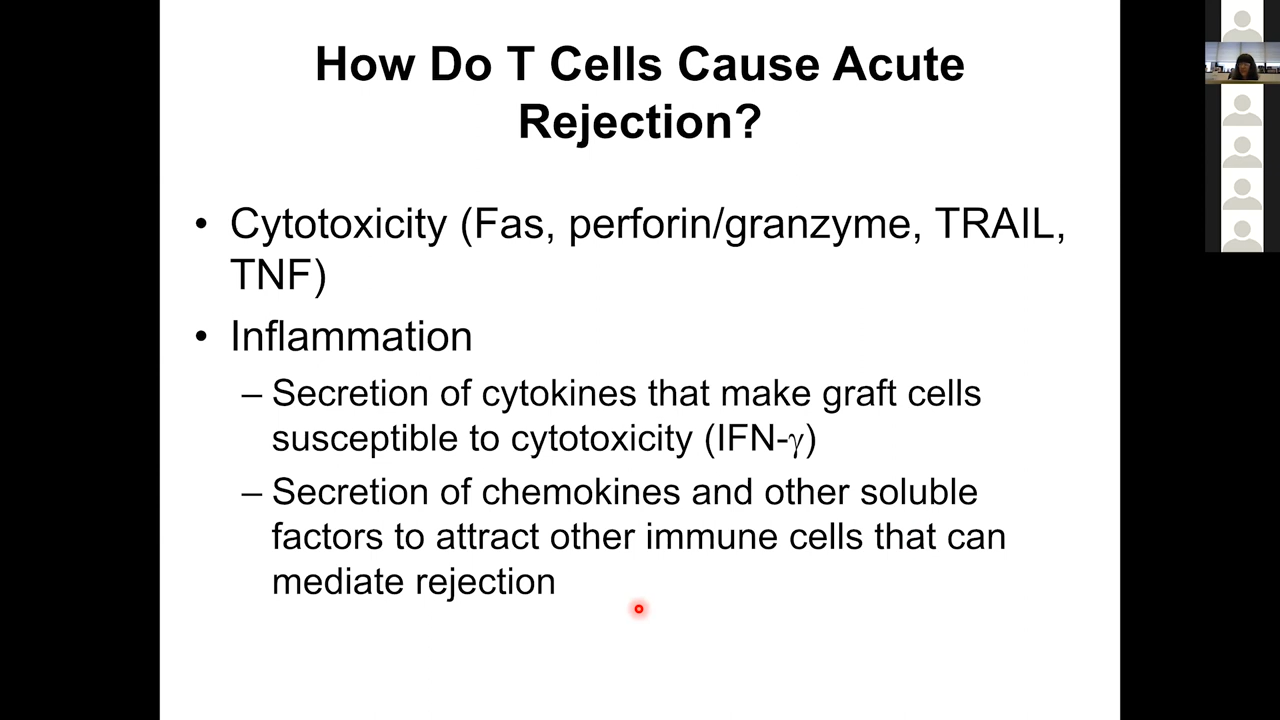 How Do T Cells Cause Acute
Rejection?
• Cytotoxicity (Fas, perforin/granzyme, TRAIL,
TNF)
• Inflammation
– Secretion of cytokines that make graft cells
susceptible to cytotoxicity (IFN-γ)
– Secretion of chemokines and other soluble
factors to attract other immune cells that can
mediate rejection